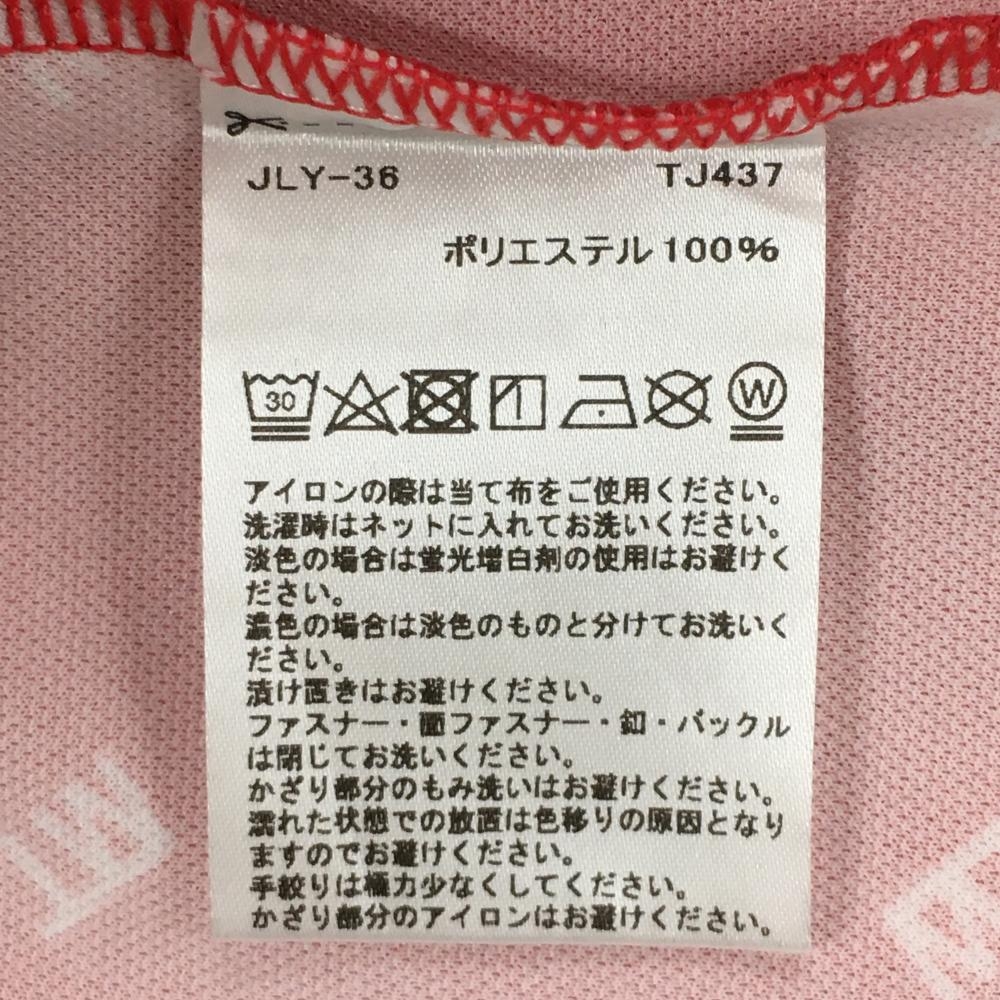 JLY-36 TJ437
ポリエステル100%
30 W
アイロンの際は当て布をご使用ください。
洗濯時はネットに入れてお洗いください。
淡色の場合は蛍光増白剤の使用はお避けく
ださい。
濃色の場合は淡色のものと分けてお洗いく
ださい。
漬け置きはお避けください。
ファスナー・面ファスナー・釦・バックル
は閉じてお洗いください。
かざり部分のもみ洗いはお避けください。
濡れた状態での放置は色移りの原因となり
ますのでお避けください。
手絞りは極力少なくしてください。
かざり部分のアイロンはお避けください。